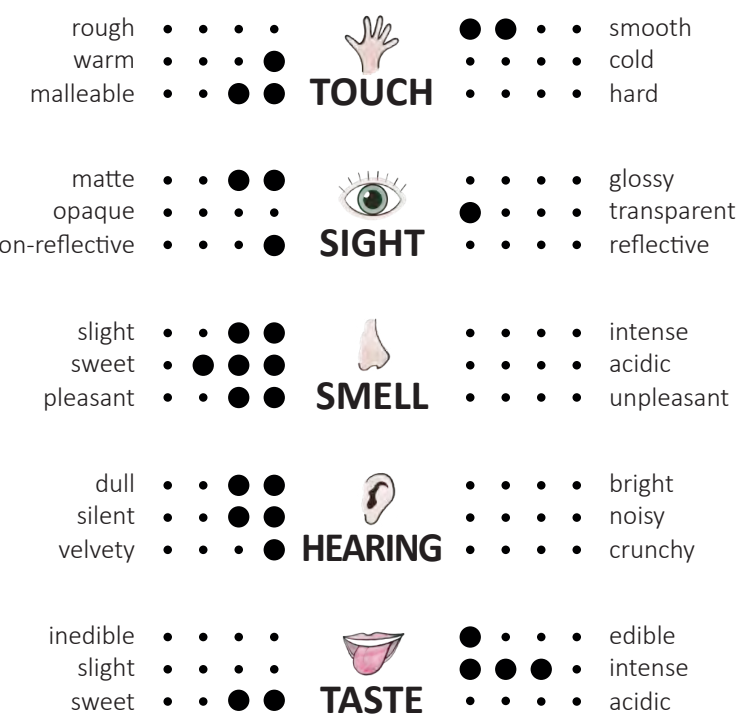 rough smooth
warm cold
malleable TOUCH hard
matte glossy
opaque transparent
on-reflective SIGHT reflective
slight intense
sweet acidic
pleasant SMELL unpleasant
dull bright
silent noisy
velvety HEARING crunchy
inedible edible
slight intense
sweet TASTE acidic